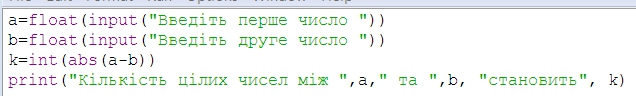 a=float(input("Введіть перше число "))
b=float(input("Введіть друге число "))
k=int(abs(a-b))
print("Кількість цілих чисел між ",a," та ",b, "становить", k)